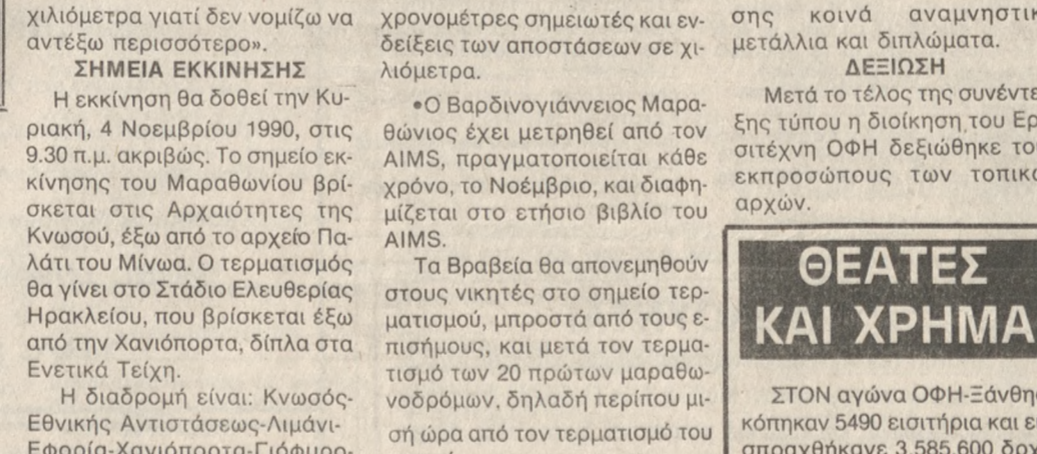 χιλιόμετρα γιατί δεν νομίζω να
αντέξω περισσότερο».
ΣΗΜΕΙΑ ΕΚΚΙΝΗΣΗΣ
Η εκκίνηση θα δοθεί την Κυ-
ριακή, 4 Νοεμβρίου 1990, στις
9.30 π.μ. ακριβώς. Το σημείο εκ-
κίνησης του Μαραθωνίου βρί-
σκεται στις Αρχαιότητες της
Κνωσού, έξω από το αρχείο Πα-
λάτι του Μίνωα. Ο τερματισμός
θα γίνει στο Στάδιο Ελευθερίας
Ηρακλείου, που βρίσκεται έξω
από την Χανιόπορτα, δίπλα στα
Ενετικά Τείχη.
Η διαδρομή είναι: Κνωσός-
Εθνικής Αντιστάσεως-Λιμάνι-
Εφορία-Χανιόπορτα-Γιόφυρο-
χρονομέτρες σημειωτές και εν-
δείξεις των αποστάσεων σε χι-
λιόμετρα.
•Ο Βαρδινογιάννειος Μαρα-
θώνιος έχει μετρηθεί από τον
AIMS, πραγματοποιείται κάθε
χρόνο, το Νοέμβριο, και διαφη-
μίζεται στο ετήσιο βιβλίο του
AIMS.
Τα Βραβεία θα απονεμηθούν
στους νικητές στο σημείο τερ-
ματισμού, μπροστά από τους ε-
πισήμους, και μετά τον τερμα-
τισμό των 20 πρώτων μαραθω-
νοδρόμων, δηλαδή περίπου μι-
σή ώρα από τον τερματισμό του
σης κοινά αναμνηστικ
μετάλλια και διπλώματα.
ΔΕΞΙΩΣΗ
Μετά το τέλος της συνέντε
ξης τύπου η διοίκηση του Ερ
σιτέχνη ΟΦΗ δεξιώθηκε το
εκπροσώπους των τοπικ
αρχών.
ΘΕΑΤΕΣ
ΚΑΙ ΧΡΗΜΑ
ΣΤΟΝ αγώνα ΟΦΗ-Ξάνθη
κόπηκαν 5490 εισιτήρια και ε
σπραχθήκανε 3.585.600 δρχ